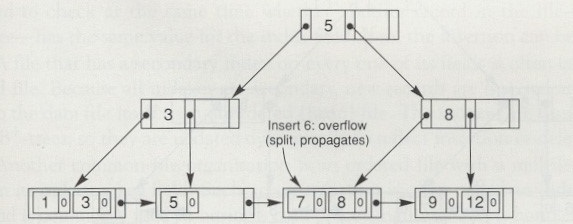 5
3
8
Insert 6: overflow
(split, propagates)
1 0 3 0
5 0
7 0 8 0
9 0 12 0